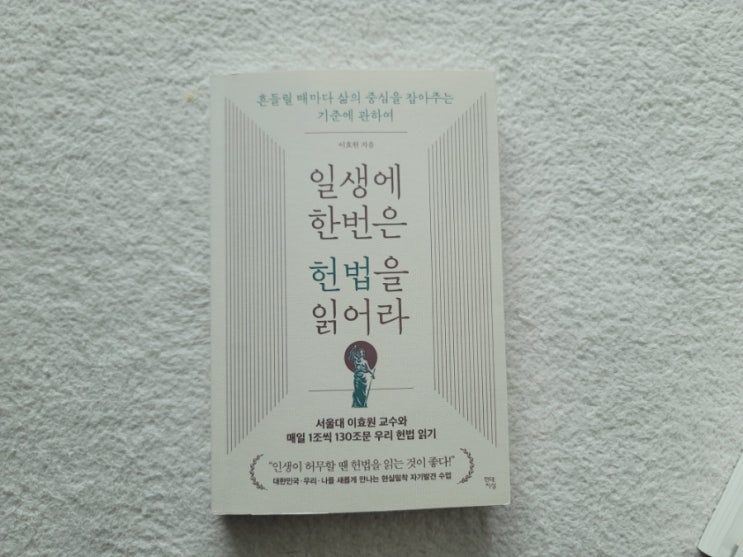 흔들릴 때마다 삶의 중심을 잡아주는
기준에 관하여
이효원 지음
일생에
한번은
헌법을
읽어라
서울대 이효원 교수와
매일 1조씩 130조문 우리 헌법 읽기
"인생이 허무할 땐 헌법을 읽는 것이 좋다!"
대한민국·우리·나를 새롭게 만나는 현실밀착 자기발견 수업
현대
지성